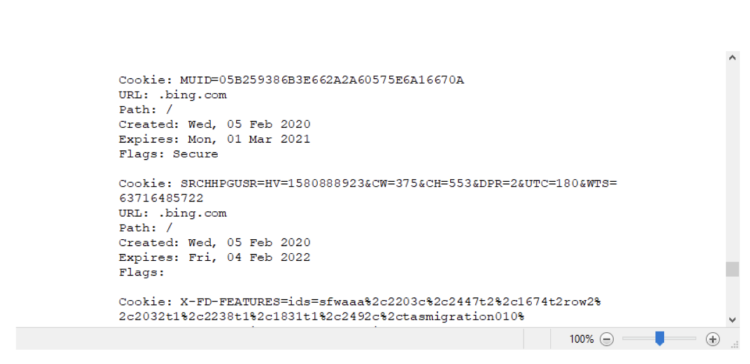 Cookie: MUID=05B259386B3E662A2A60575E6A16670A
URL: .bing.com
Path: /
Created: Wed, 05 Feb 2020
Expires: Mon, 01 Mar 2021
Flags: Secure
Cookie: SRCHHPGUSR=HV=1580888923&CW=375&CH=553&DPR=2&UTC=180&WTS=
63716485722
URL: .bing.com
Path: /
Created: Wed, 05 Feb 2020
Expires: Fri, 04 Feb 2022
Flags:
Cookie: X-FD-FEATURES=ids=sfwaaa%2c2203c%2c2447t2%2c1674t2row2%
2c2032t1%2c2238t1%2c1831t1%2c2492c%2ctasmigration010%
100%